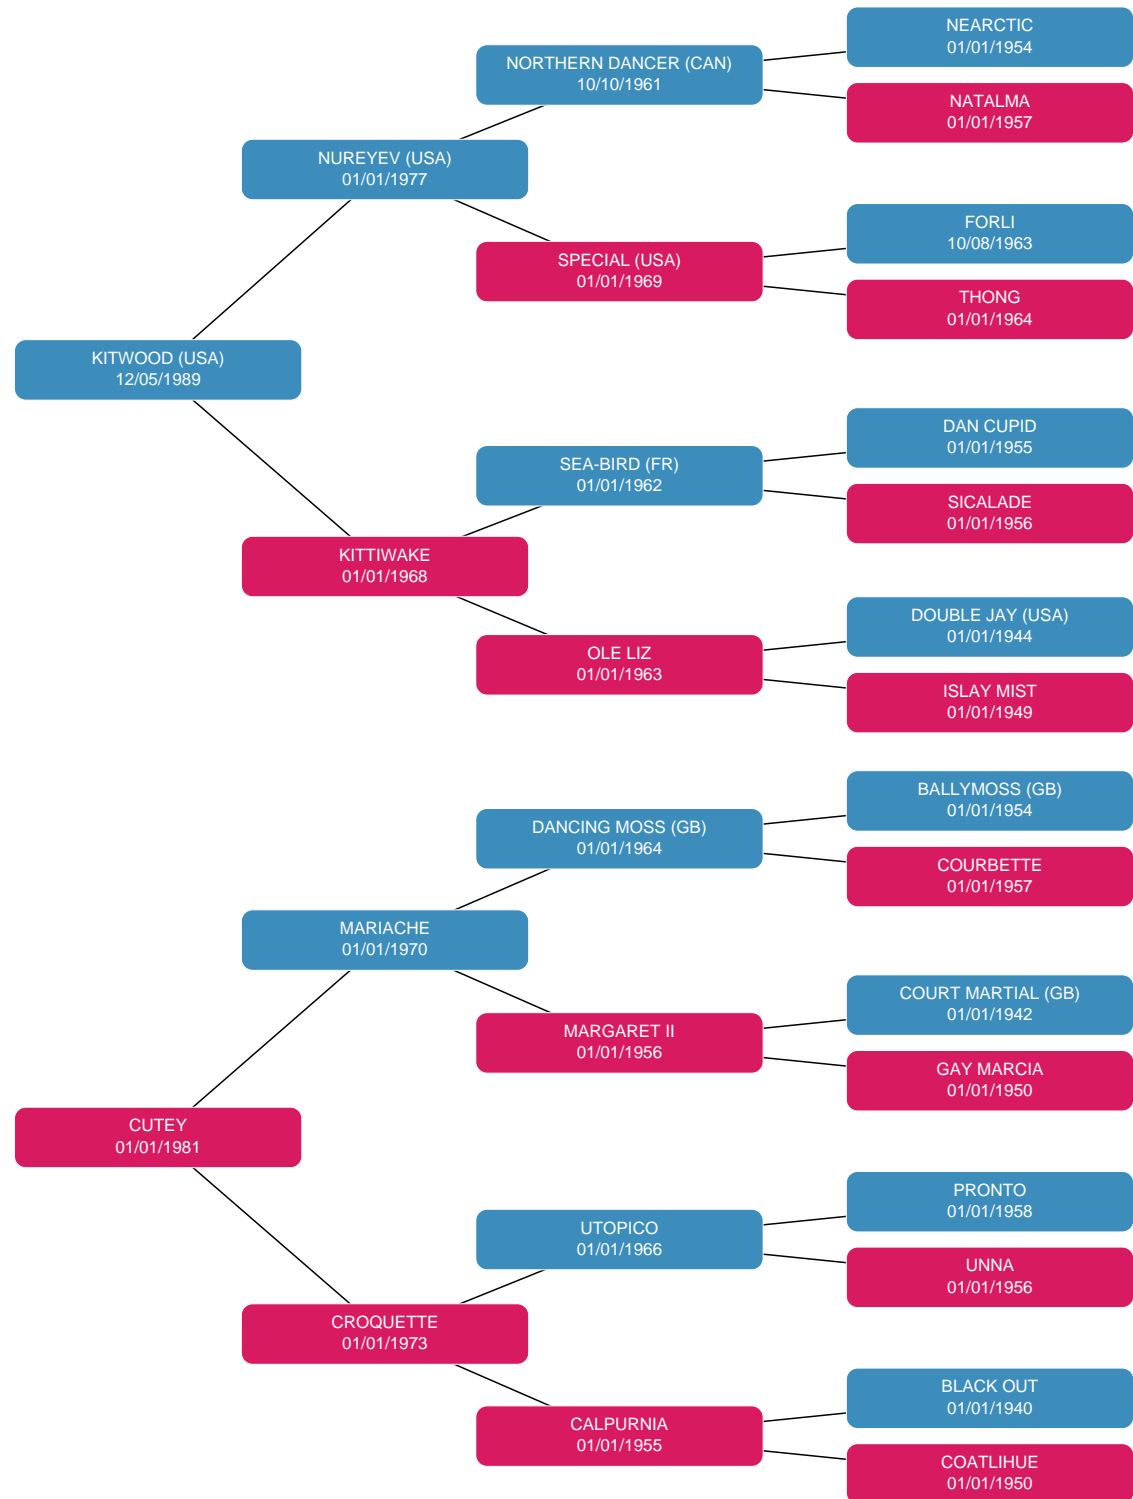 NEARCTIC
01/01/1954
NORTHERN DANCER (CAN)
10/10/1961
NATALMA
01/01/1957
NUREYEV (USA)
01/01/1977
FORLI
10/08/1963
SPECIAL (USA)
01/01/1969
THONG
01/01/1964
KITWOOD (USA)
12/05/1989
DAN CUPID
01/01/1955
SEA-BIRD (FR)
01/01/1962
SICALADE
01/01/1956
KITTIWAKE
01/01/1968
DOUBLE JAY (USA)
01/01/1944
OLE LIZ
01/01/1963
ISLAY MIST
01/01/1949
BALLYMOSS (GB)
01/01/1954
DANCING MOSS (GB)
01/01/1964
COURBETTE
01/01/1957
MARIACHE
01/01/1970
COURT MARTIAL (GB)
01/01/1942
MARGARET II
01/01/1956
GAY MARCIA
01/01/1950
CUTEY
01/01/1981
PRONTO
01/01/1958
UTOPICO
01/01/1966
UNNA
01/01/1956
CROQUETTE
01/01/1973
BLACK OUT
01/01/1940
CALPURNIA
01/01/1955
COATLIHUE
01/01/1950